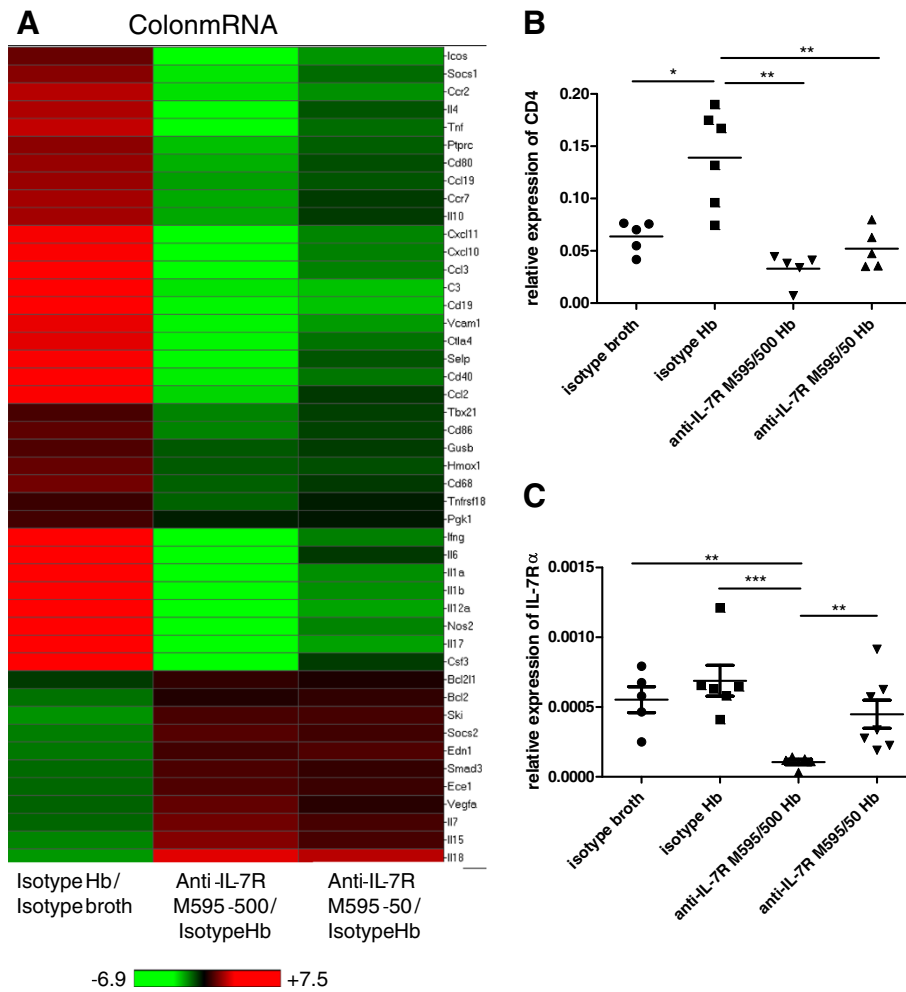 A
ColonmRNA
Icos
Socs1
Ccr2
Il4
Tnf
Ptprc
Cd80
Ccl19
Ccr7
Il10
Cxcl11
Cxcl10
Ccl3
C3
Cd19
Vcam1
Ctla4
Selp
Cd40
Ccl2
Tbx21
Cd86
Gusb
Hmox1
Cd68
Tnfrsf18
Pgk1
Ifng
Il6
Il1a
Il1b
Il12a
Nos2
Il17
Csf3
Bcl2l1
Bcl2
Ski
Socs2
Edn1
Smad3
Ece1
Vegfa
Il7
Il15
Il18
Isotype Hb/
Isotype broth
Anti-IL-7R
M595-500/
IsotypeHb
Anti-IL-7R
M595-50/
IsotypeHb
-6.9
+7.5
B
relative expression of CD4
0.20
0.15
0.10
0.05
0.00
*
**
**
isotype broth
isotype Hb
anti-IL-7R M595/500 Hb
anti-IL-7R M595/50 Hb
C
relative expression of IL-7Rα
0.0015
0.0010
0.0005
0.0000
**
***
**
isotype broth
isotype Hb
anti-IL-7R M595/500 Hb
anti-IL-7R M595/50 Hb